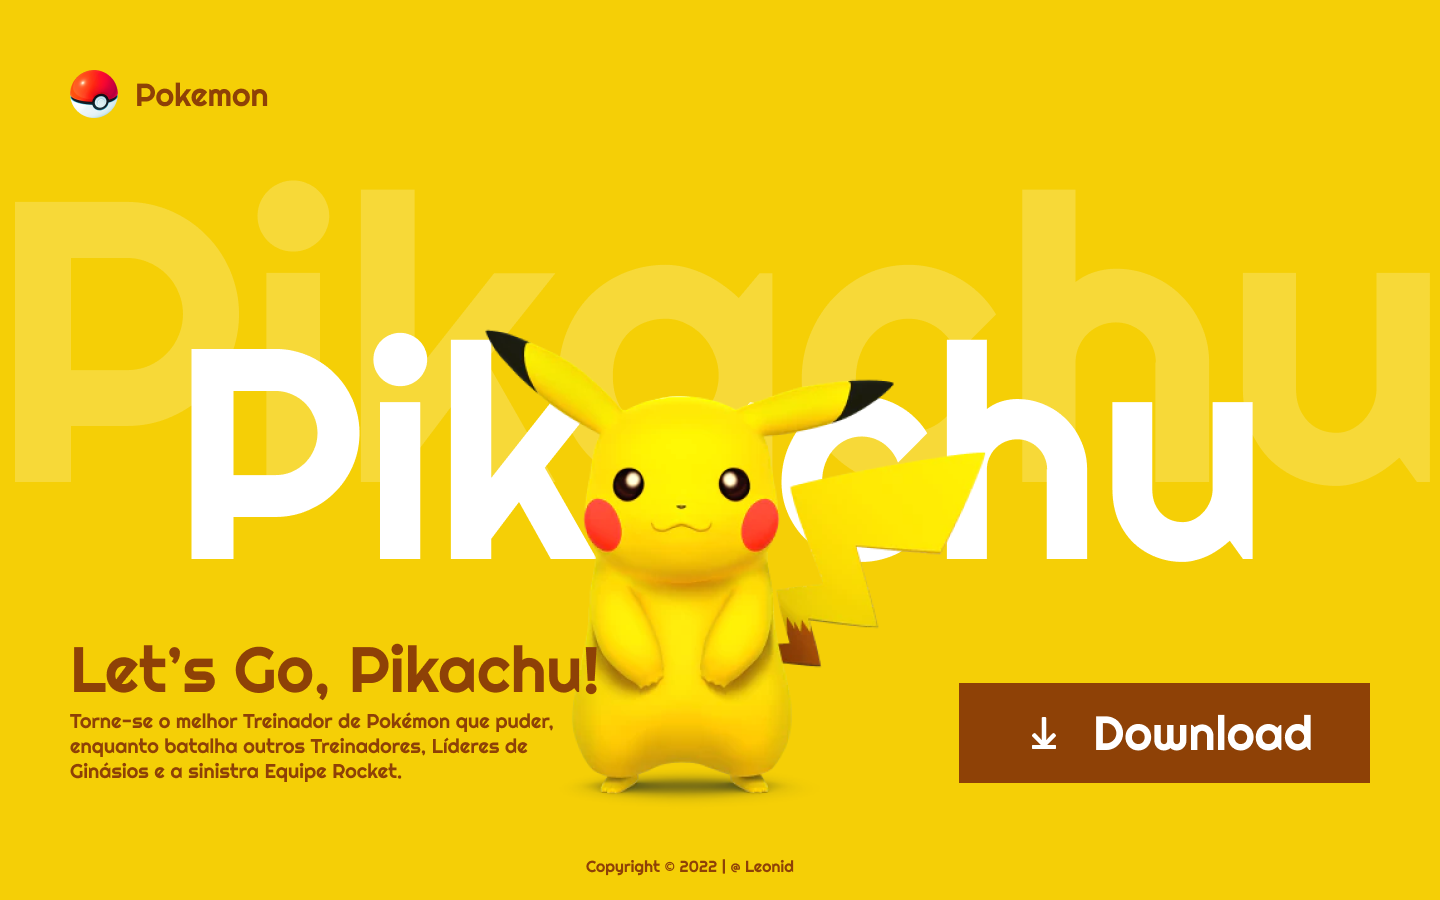 Pokemon
Pikachu
Pikachu
Let's Go, Pikachu!
Torne-se o melhor Treinador de Pokémon que puder,
enquanto batalha outros Treinadores, Líderes de
Ginásios e a sinistra Equipe Rocket.
Download
Copyright © 2022 | @ Leonid